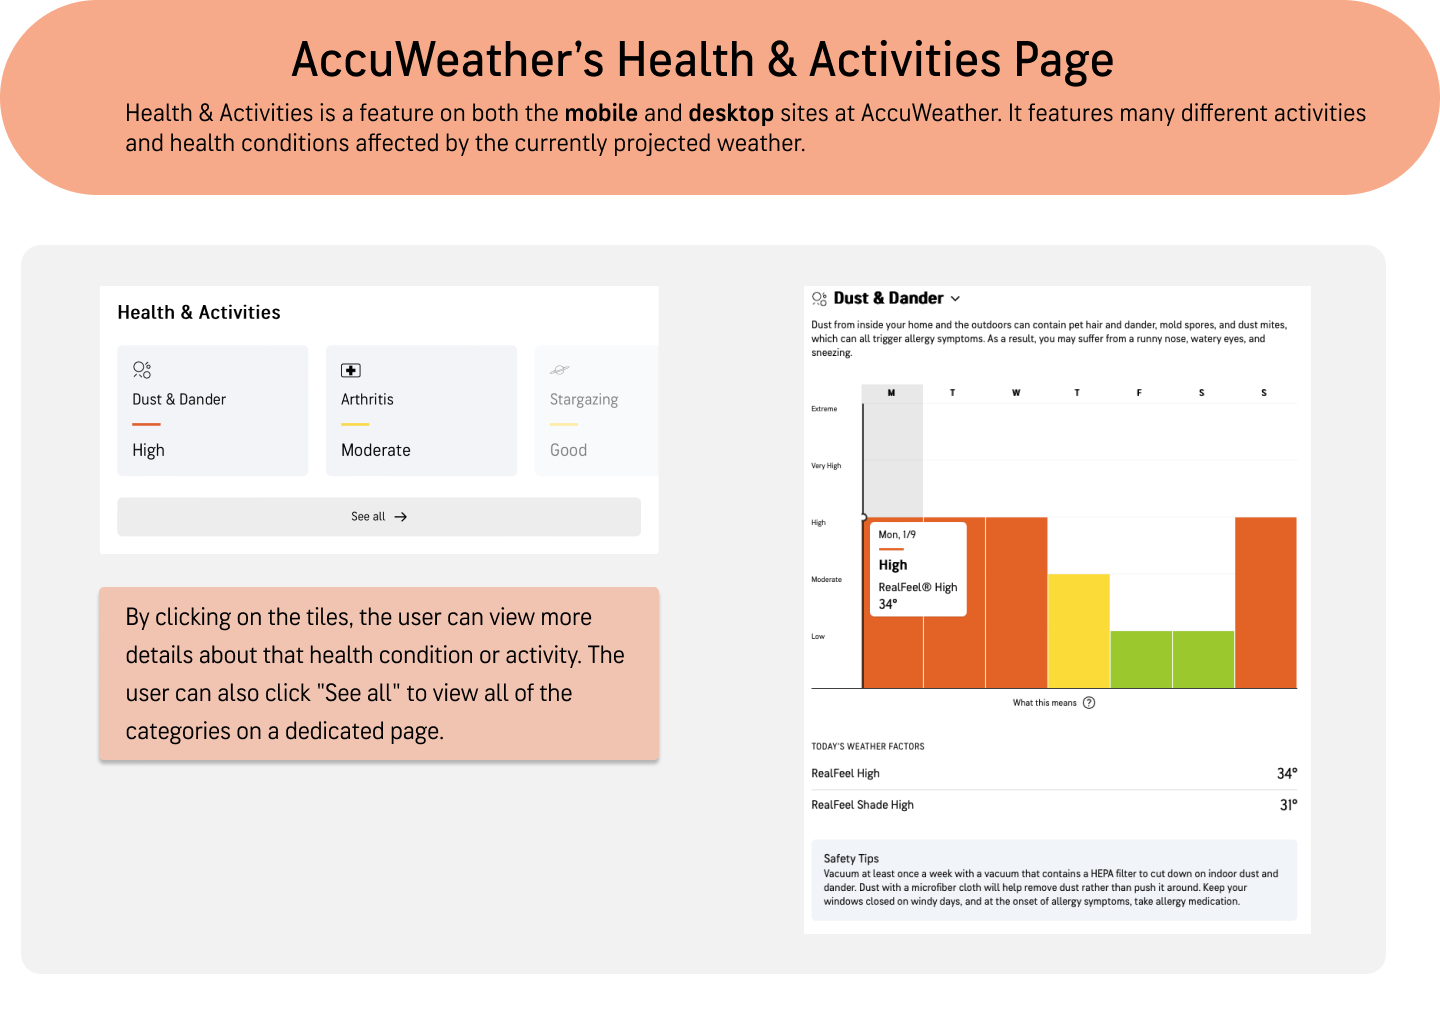 AccuWeather’s Health & Activities Page
Health & Activities is a feature on both the mobile and desktop sites at AccuWeather. It features many different activities
and health conditions affected by the currently projected weather.
Health & Activities
Dust & Dander
High
Arthritis
Moderate
Stargazing
Good
See all →
By clicking on the tiles, the user can view more
details about that health condition or activity. The
user can also click "See all" to view all of the
categories on a dedicated page.
Dust & Dander
Dust from inside your home and the outdoors can contain pet hair and dander, mold spores, and dust mites,
which can all trigger allergy symptoms. As a result, you may suffer from a runny nose, watery eyes, and
sneezing.
M T W T F S S
Extreme
Very High
High
Moderate
Low
Mon, 1/9
High
RealFeel® High
34°
What this means ?
TODAY'S WEATHER FACTORS
RealFeel High 34°
RealFeel Shade High 31°
Safety Tips
Vacuum at least once a week with a vacuum that contains a HEPA filter to cut down on indoor dust and
dander. Dust with a microfiber cloth will help remove dust rather than push it around. Keep your
windows closed on windy days, and at the onset of allergy symptoms, take allergy medication.